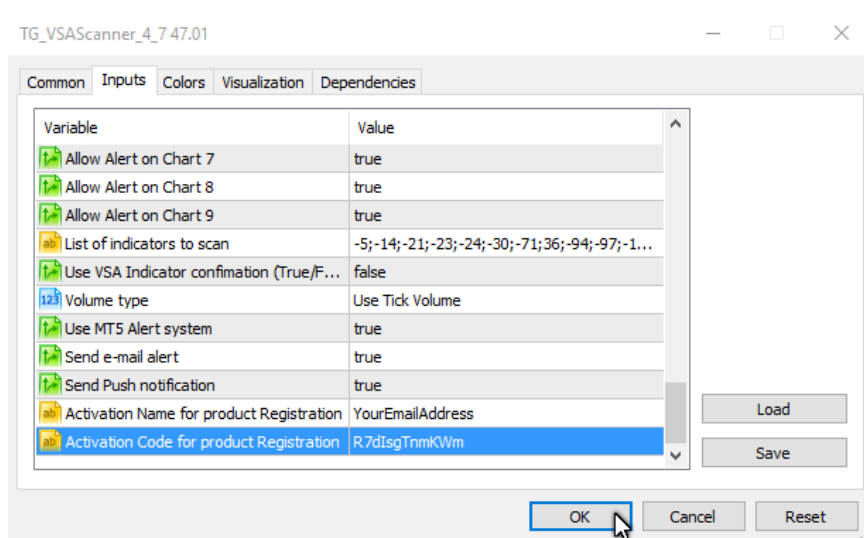 TG_VSAScanner_4_7 47.01
Common Inputs Colors Visualization Dependencies
Variable Value
Allow Alert on Chart 7 true
Allow Alert on Chart 8 true
Allow Alert on Chart 9 true
ab List of indicators to scan -5;-14;-21;-23;-24;-30;-71;36;-94;-97;-1...
Use VSA Indicator confimation (True/F... false
123 Volume type Use Tick Volume
Use MT5 Alert system true
Send e-mail alert true
Send Push notification true
ab Activation Name for product Registration YourEmailAddress
ab Activation Code for product Registration R7dIsgTnmKWm
Load
Save
OK Cancel Reset